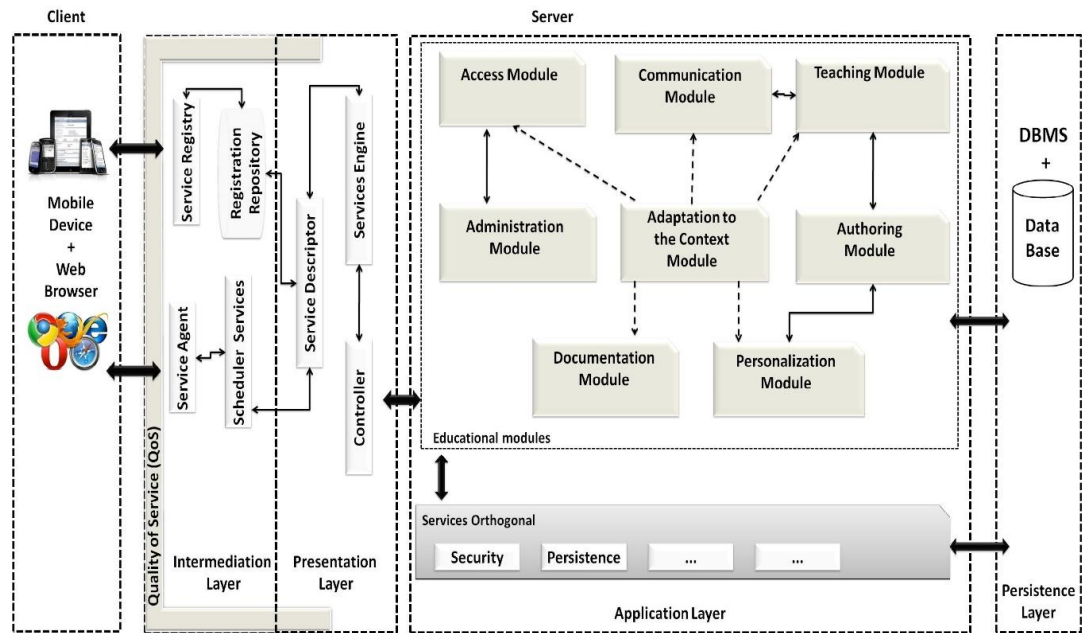 Client
Server
Mobile
Device
+
Web
Browser
Quality of Service (QoS)
Service Registry
Registration
Repository
Service Agent
Scheduler Services
Intermediation
Layer
Service Descriptor
Services Engine
Controller
Presentation
Layer
Access Module
Communication
Module
Teaching Module
Administration
Module
Adaptation to
the Context
Module
Authoring
Module
Documentation
Module
Personalization
Module
Educational modules
Services Orthogonal
Security
Persistence
...
...
Application Layer
DBMS
+
Data
Base
Persistence
Layer